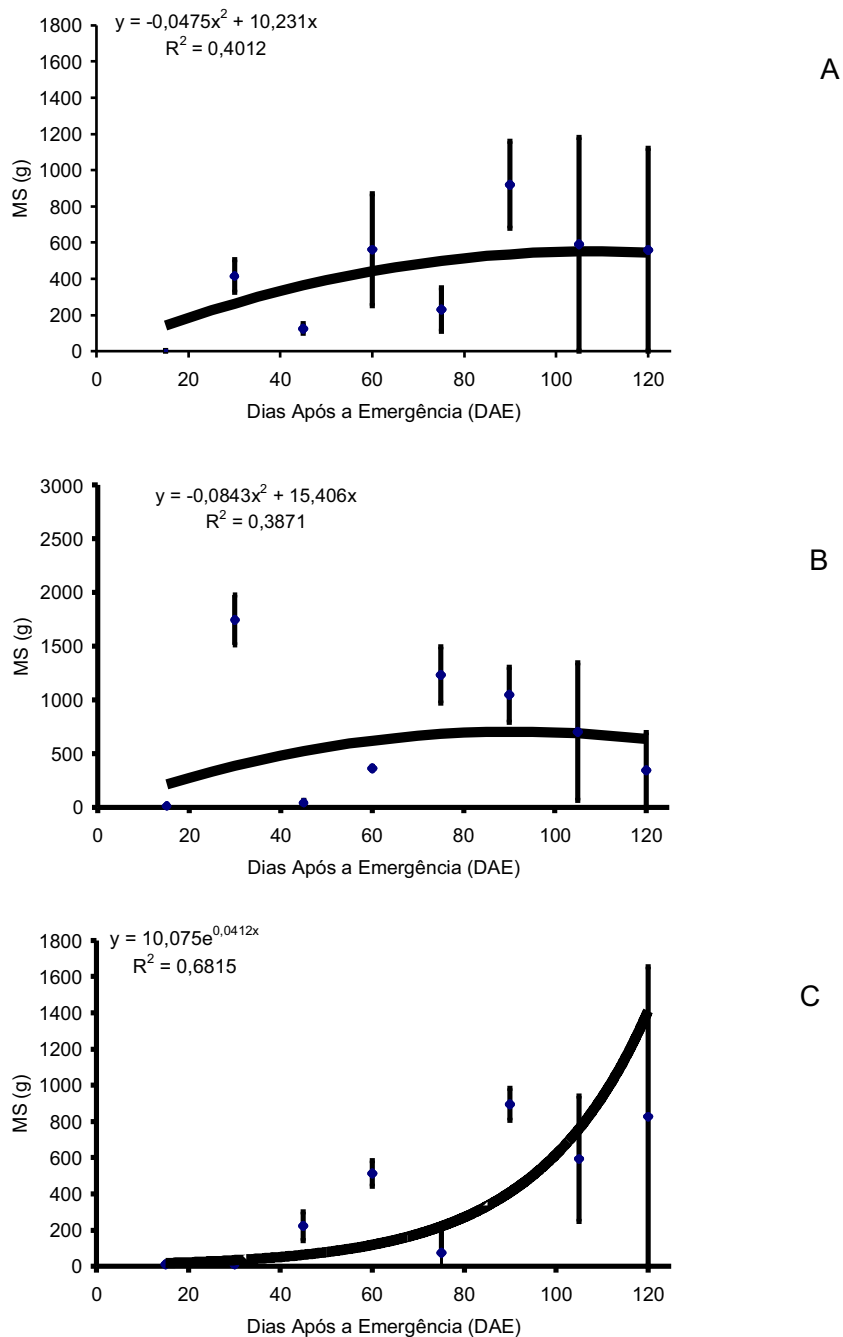 y = -0,0475x² + 10,231x
R² = 0,4012
A
1800
1600
1400
1200
1000
800
600
400
200
0
MS (g)
0 20 40 60 80 100 120
Dias Após a Emergência (DAE)
y = -0,0843x² + 15,406x
R² = 0,3871
B
3000
2500
2000
1500
1000
500
0
MS (g)
0 20 40 60 80 100 120
Dias Após a Emergência (DAE)
y = 10,075e^0,0412x
R² = 0,6815
C
1800
1600
1400
1200
1000
800
600
400
200
0
MS (g)
0 20 40 60 80 100 120
Dias Após a Emergência (DAE)